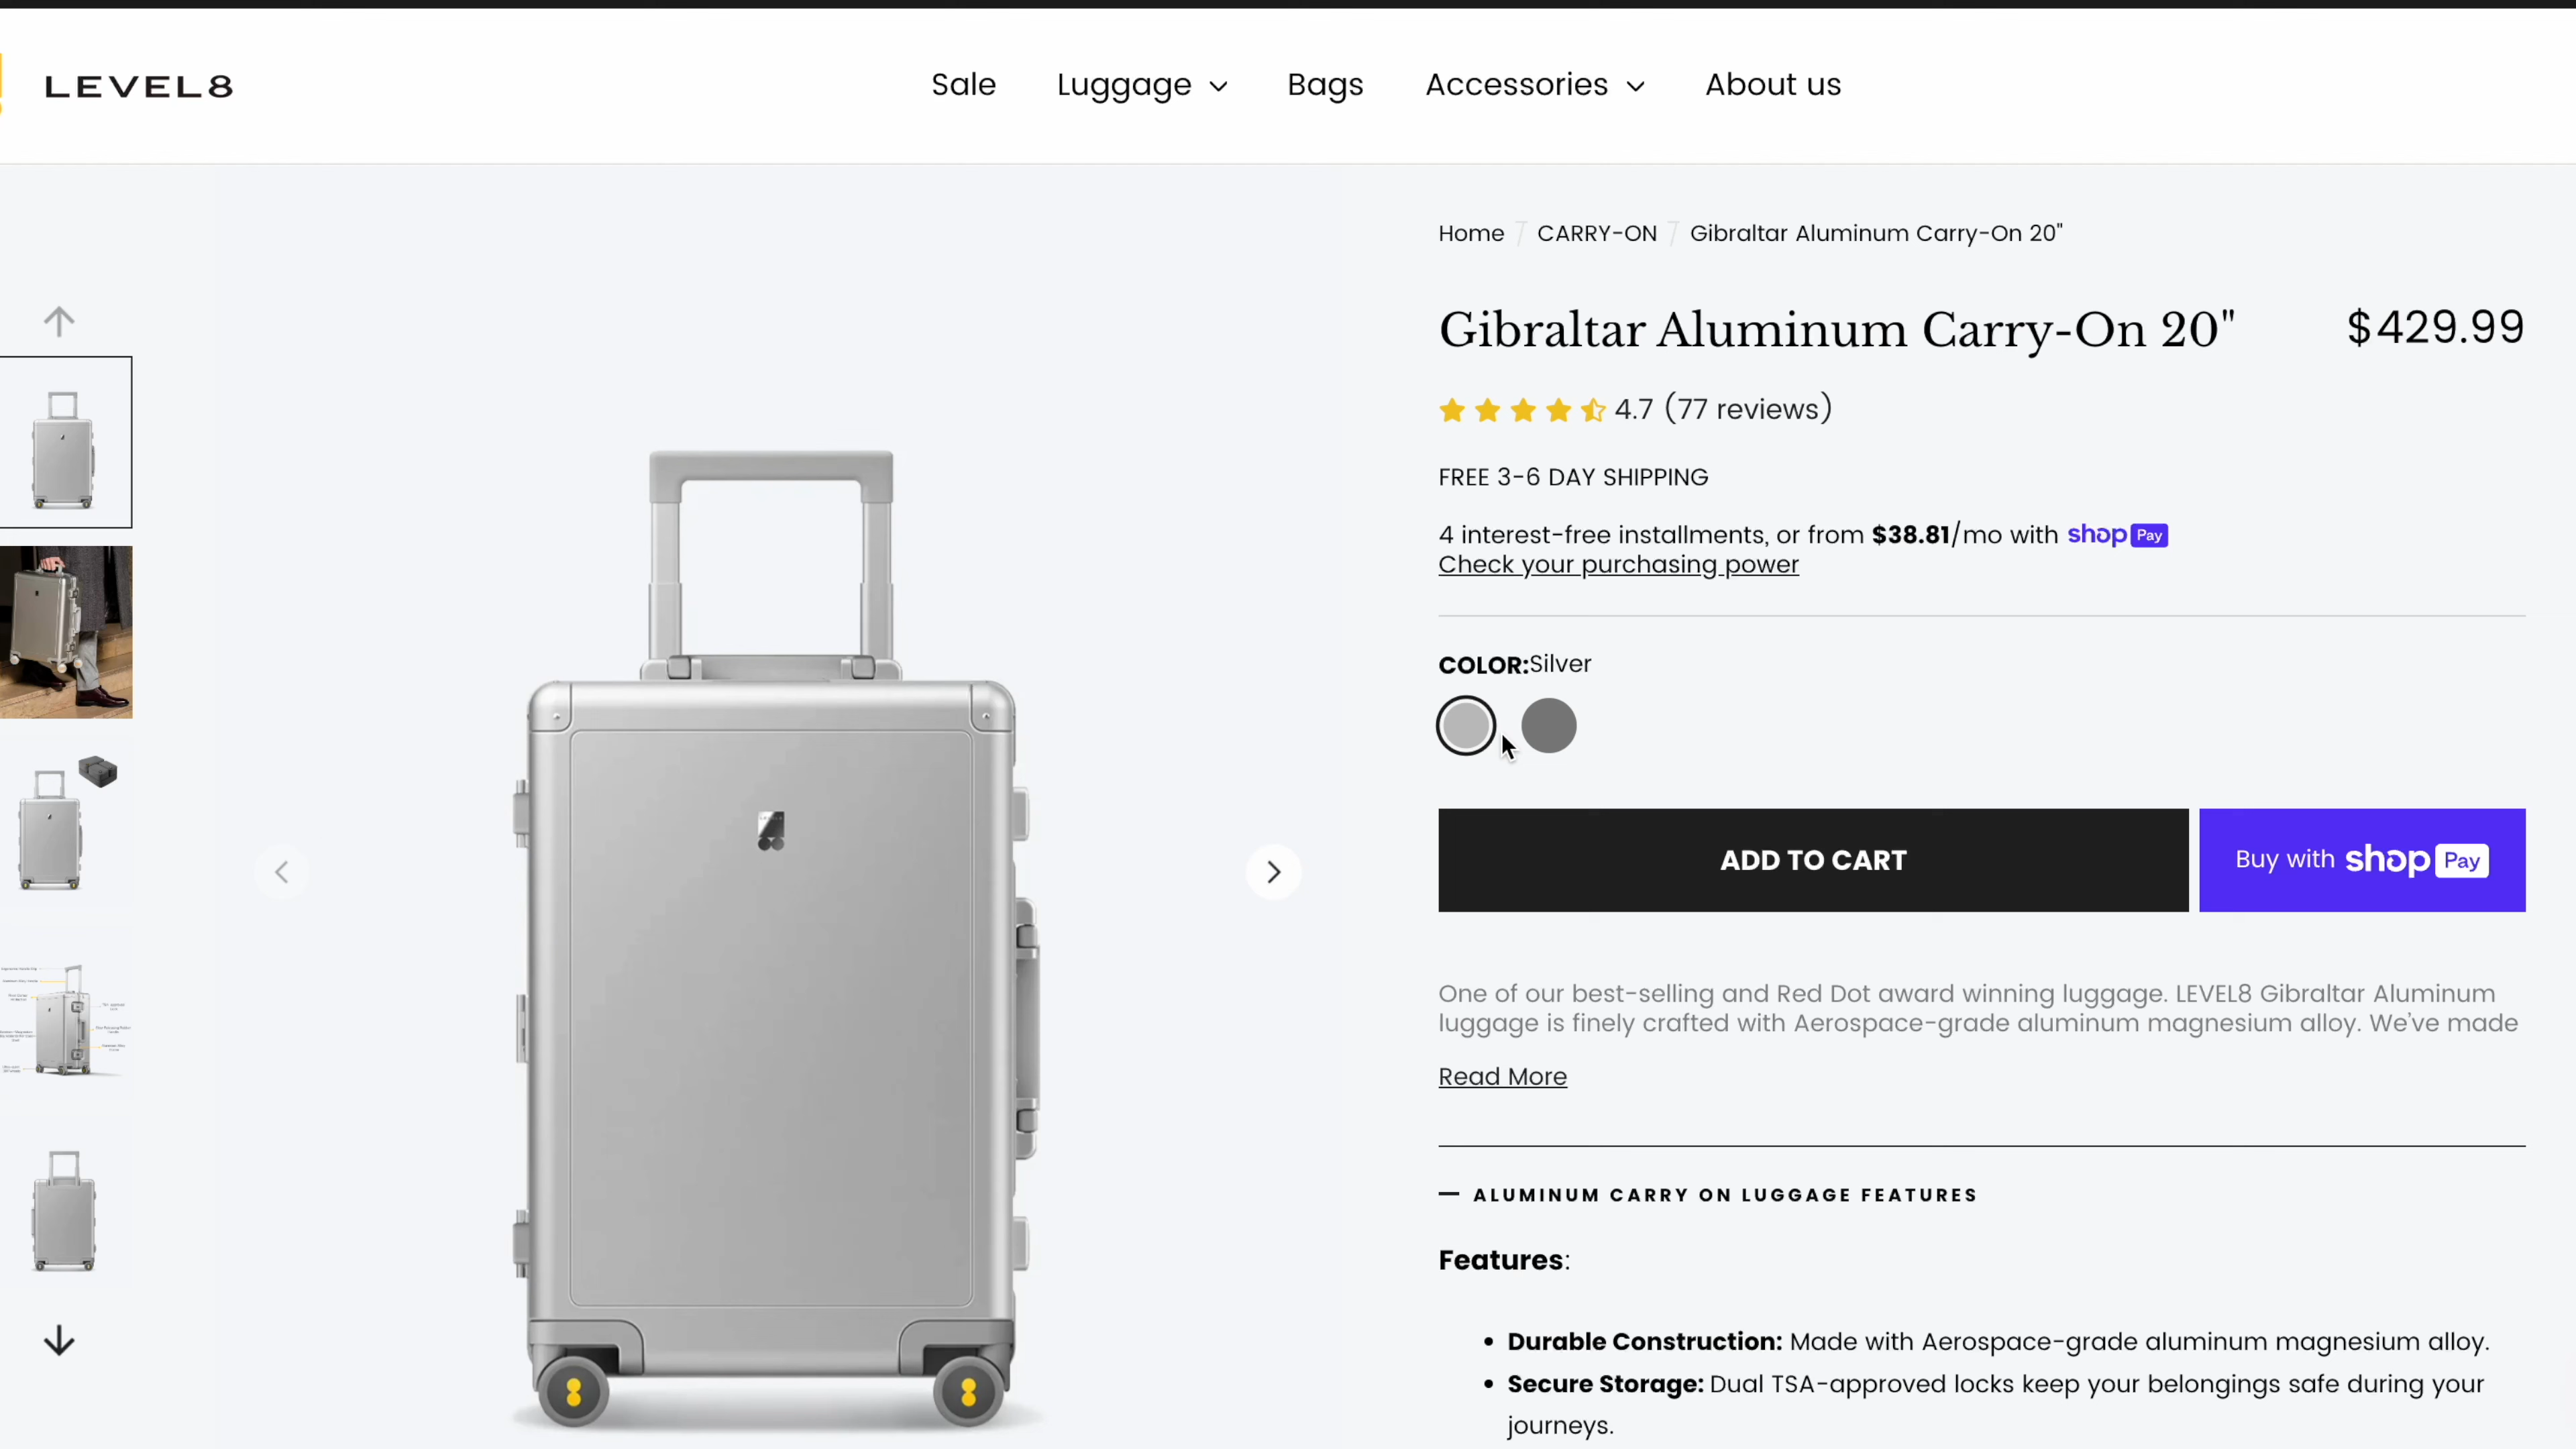 LEVEL8
Sale
Luggage
Bags
Accessories
About us
Home / CARRY-ON / Gibraltar Aluminum Carry-On 20"
Gibraltar Aluminum Carry-On 20"
$429.99
4.7 (77 reviews)
FREE 3-6 DAY SHIPPING
4 interest-free installments, or from $38.81/mo with shop Pay
Check your purchasing power
COLOR:Silver
ADD TO CART
Buy with shop Pay
One of our best-selling and Red Dot award winning luggage. LEVEL8 Gibraltar Aluminum
luggage is finely crafted with Aerospace-grade aluminum magnesium alloy. We've made
Read More
ALUMINUM CARRY ON LUGGAGE FEATURES
Features:
• Durable Construction: Made with Aerospace-grade aluminum magnesium alloy.
• Secure Storage: Dual TSA-approved locks keep your belongings safe during your
journeys.